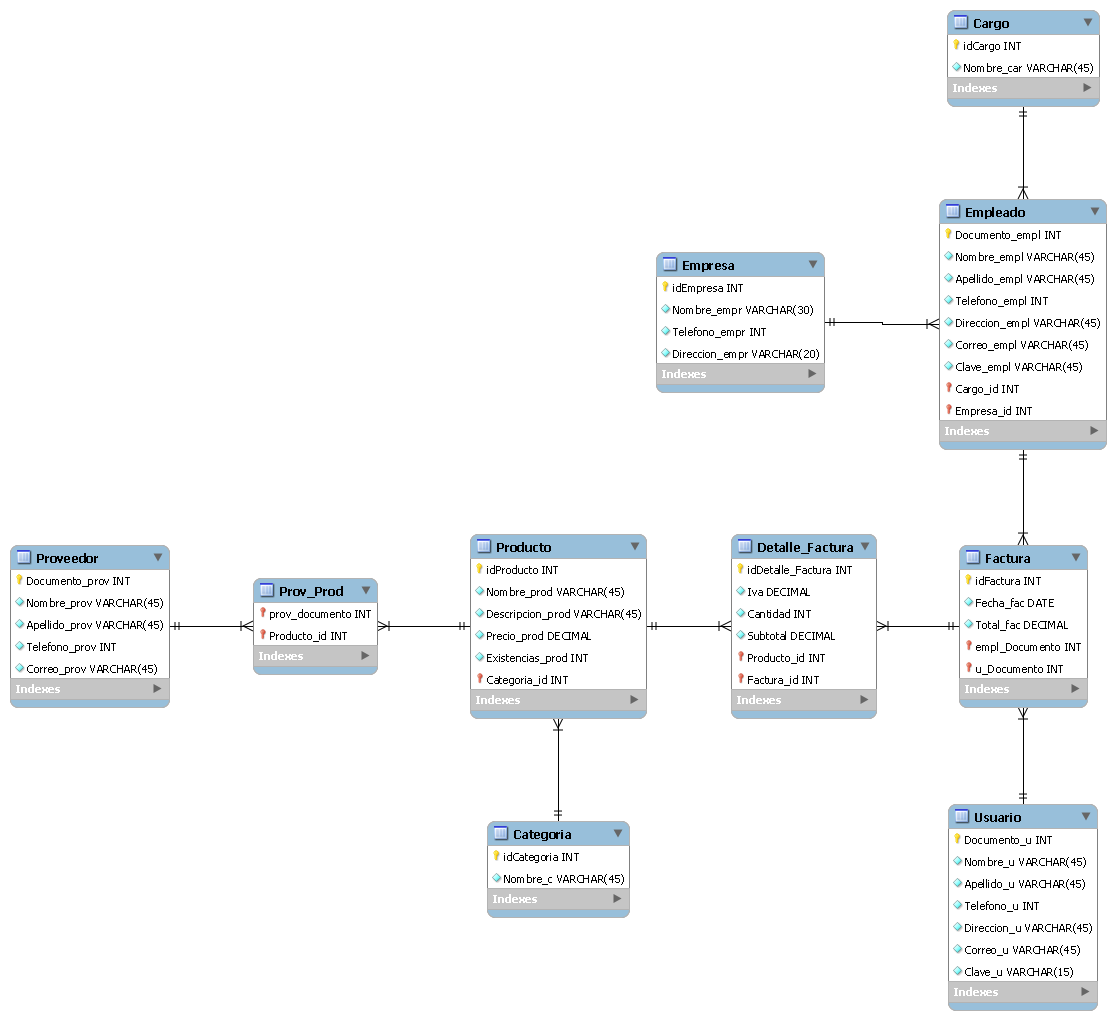 Cargo
idCargo INT
Nombre_car VARCHAR(45)
Indexes
Empleado
Documento_empl INT
Nombre_empl VARCHAR(45)
Apellido_empl VARCHAR(45)
Telefono_empl INT
Direccion_empl VARCHAR(45)
Correo_empl VARCHAR(45)
Clave_empl VARCHAR(45)
Cargo_id INT
Empresa_id INT
Indexes
Empresa
idEmpresa INT
Nombre_empr VARCHAR(30)
Telefono_empr INT
Direccion_empr VARCHAR(20)
Indexes
Proveedor
Documento_prov INT
Nombre_prov VARCHAR(45)
Apellido_prov VARCHAR(45)
Telefono_prov INT
Correo_prov VARCHAR(45)
Indexes
Prov_Prod
prov_documento INT
Producto_id INT
Indexes
Producto
idProducto INT
Nombre_prod VARCHAR(45)
Descripcion_prod VARCHAR(45)
Precio_prod DECIMAL
Existencias_prod INT
Categoria_id INT
Indexes
Detalle_Factura
idDetalle_Factura INT
Iva DECIMAL
Cantidad INT
Subtotal DECIMAL
Producto_id INT
Factura_id INT
Indexes
Factura
idFactura INT
Fecha_fac DATE
Total_fac DECIMAL
empl_Documento INT
u_Documento INT
Indexes
Categoria
idCategoria INT
Nombre_c VARCHAR(45)
Indexes
Usuario
Documento_u INT
Nombre_u VARCHAR(45)
Apellido_u VARCHAR(45)
Telefono_u INT
Direccion_u VARCHAR(45)
Correo_u VARCHAR(45)
Clave_u VARCHAR(15)
Indexes